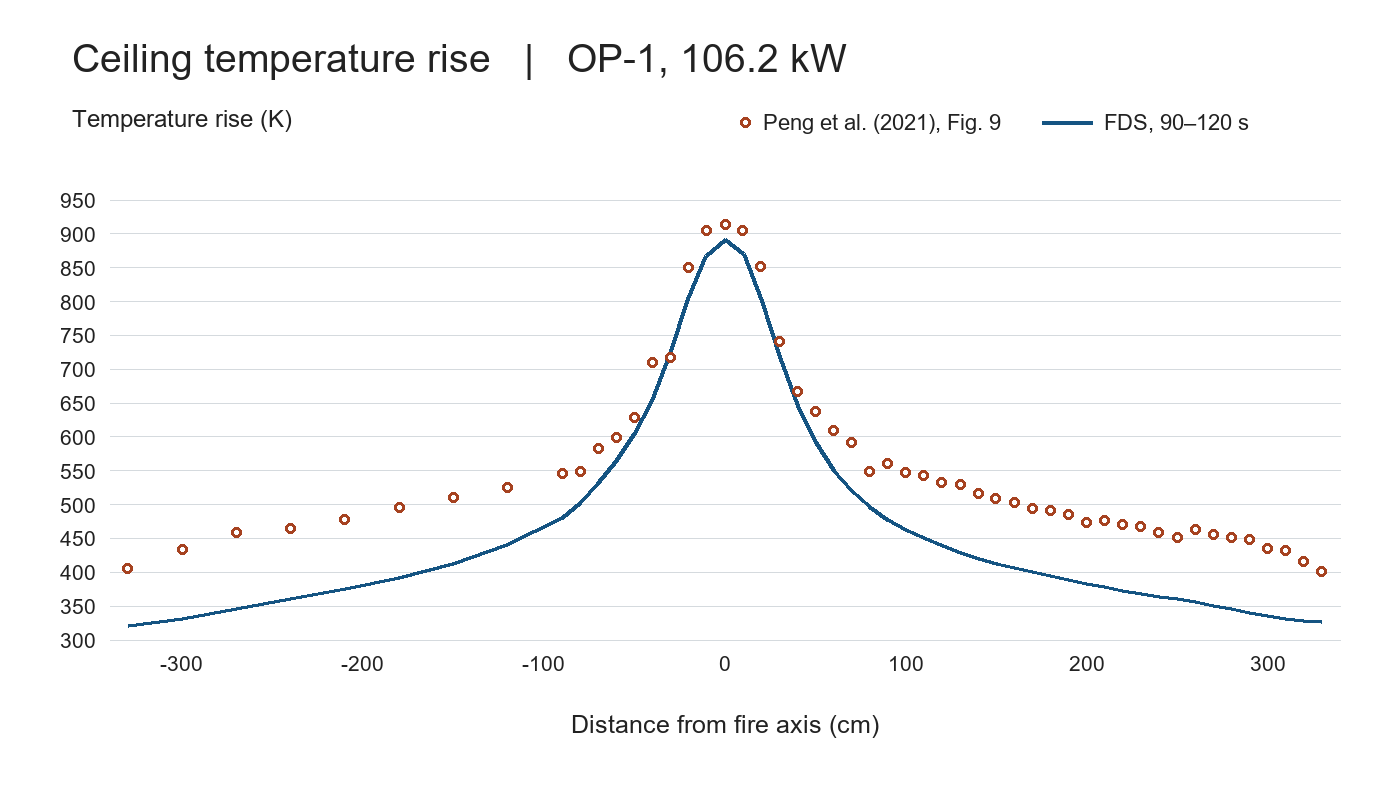 Ceiling temperature rise | OP-1, 106.2 kW
Temperature rise (K)
Peng et al. (2021), Fig. 9
FDS, 90–120 s
950
900
850
800
750
700
650
600
550
500
450
400
350
300
-300 -200 -100 0 100 200 300
Distance from fire axis (cm)